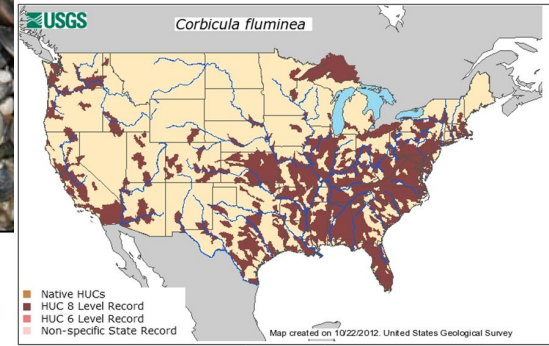 USGS
Corbicula fluminea
Native HUCs
HUC 8 Level Record
HUC 6 Level Record
Non-specific State Record
Map created on 10/22/2012. United States Geological Survey